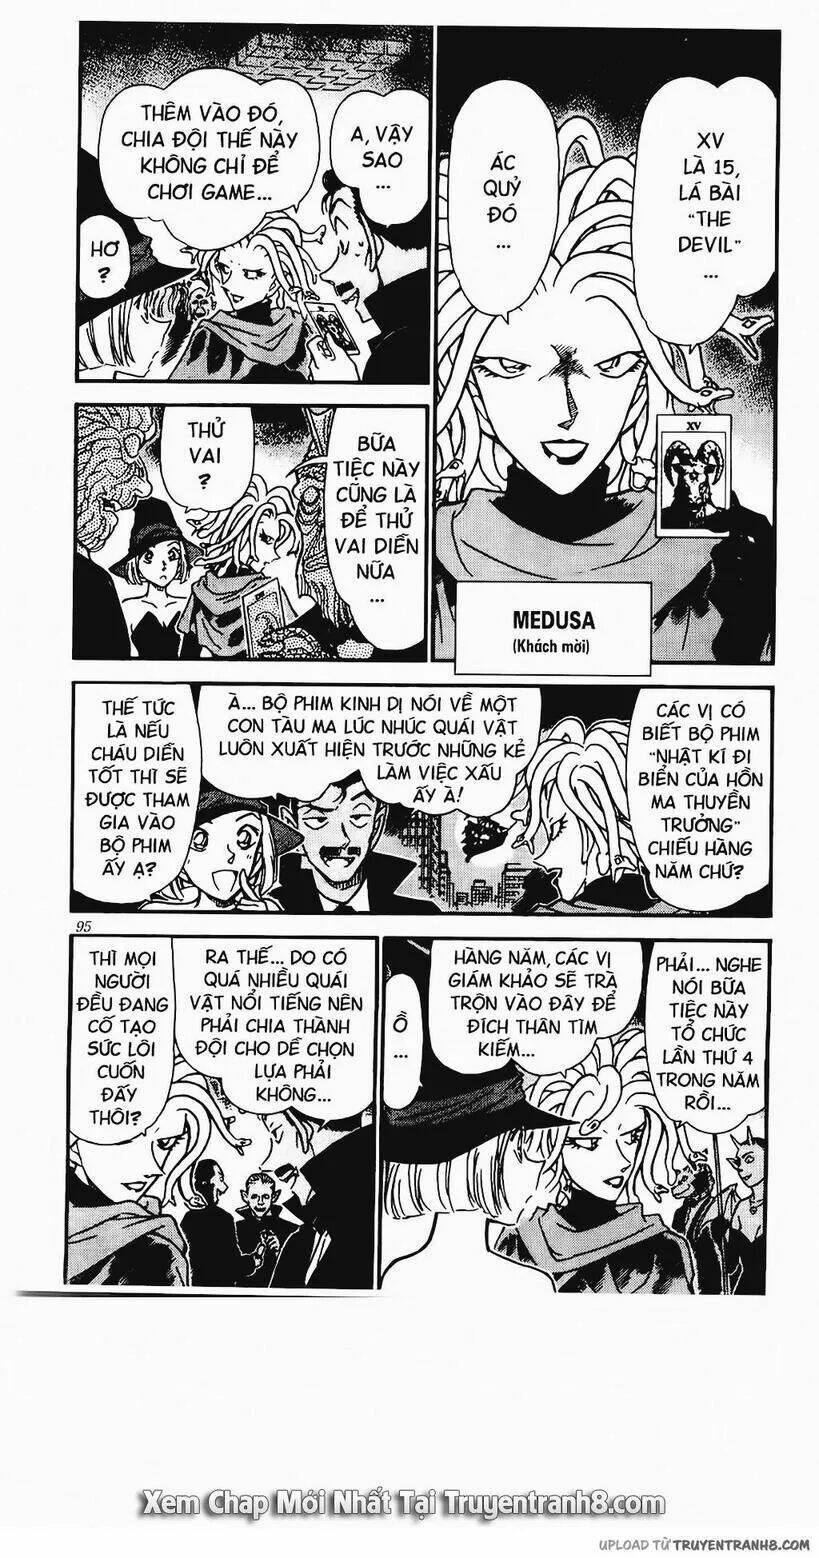 XV
LÀ 15,
LÁ BÀI
"THE
DEVIL"
...
ÁC
QUỶ
ĐÓ
...
XV
MEDUSA
(Khách mời)
A, VẬY
SAO
...
THÊM VÀO ĐÓ,
CHIA ĐỘI THẾ NÀY
KHÔNG CHỈ ĐỂ
CHƠI GAME...
HƠ
?
BỮA
TIỆC NÀY
CŨNG LÀ
ĐỂ THỬ
VAI DIỄN
NỮA
...
THỬ
VAI
?
CÁC VỊ CÓ
BIẾT BỘ PHIM
"NHẬT KÍ ĐI
BIỂN CỦA HỒN
MA THUYỀN
TRƯỞNG"
CHIẾU HÀNG
NĂM CHỨ?
À... BỘ PHIM KINH DỊ NÓI VỀ MỘT
CON TÀU MA LÚC NHÚC QUÁI VẬT
LUÔN XUẤT HIỆN TRƯỚC NHỮNG KẺ
LÀM VIỆC XẤU
ẤY À!
THẾ TỨC
LÀ NẾU
CHÁU DIỄN
TỐT THÌ SẼ
ĐƯỢC THAM
GIA VÀO
BỘ PHIM
ẤY Ạ?
95
PHẢI... NGHE
NÓI BỮA
TIỆC NÀY
TỔ CHỨC
LẦN THỨ 4
TRONG NĂM
RỒI...
HÀNG NĂM, CÁC VỊ
GIÁM KHẢO SẼ TRÀ
TRỘN VÀO ĐÂY ĐỂ
ĐÍCH THÂN TÌM
KIẾM...
Ồ
...
RA THẾ... DO CÓ
QUÁ NHIỀU QUÁI
VẬT NỔI TIẾNG NÊN
PHẢI CHIA THÀNH
ĐỘI CHO DỄ CHỌN
LỰA PHẢI
KHÔNG...
THÌ MỌI
NGƯỜI
ĐỀU ĐANG
CỐ TẠO
SỨC LÔI
CUỐN
ĐẤY
THÔI?
Xem Chap Mới Nhất Tại Truyentranh8.com
UPLOAD TỪ TRUYENTRANH8.COM